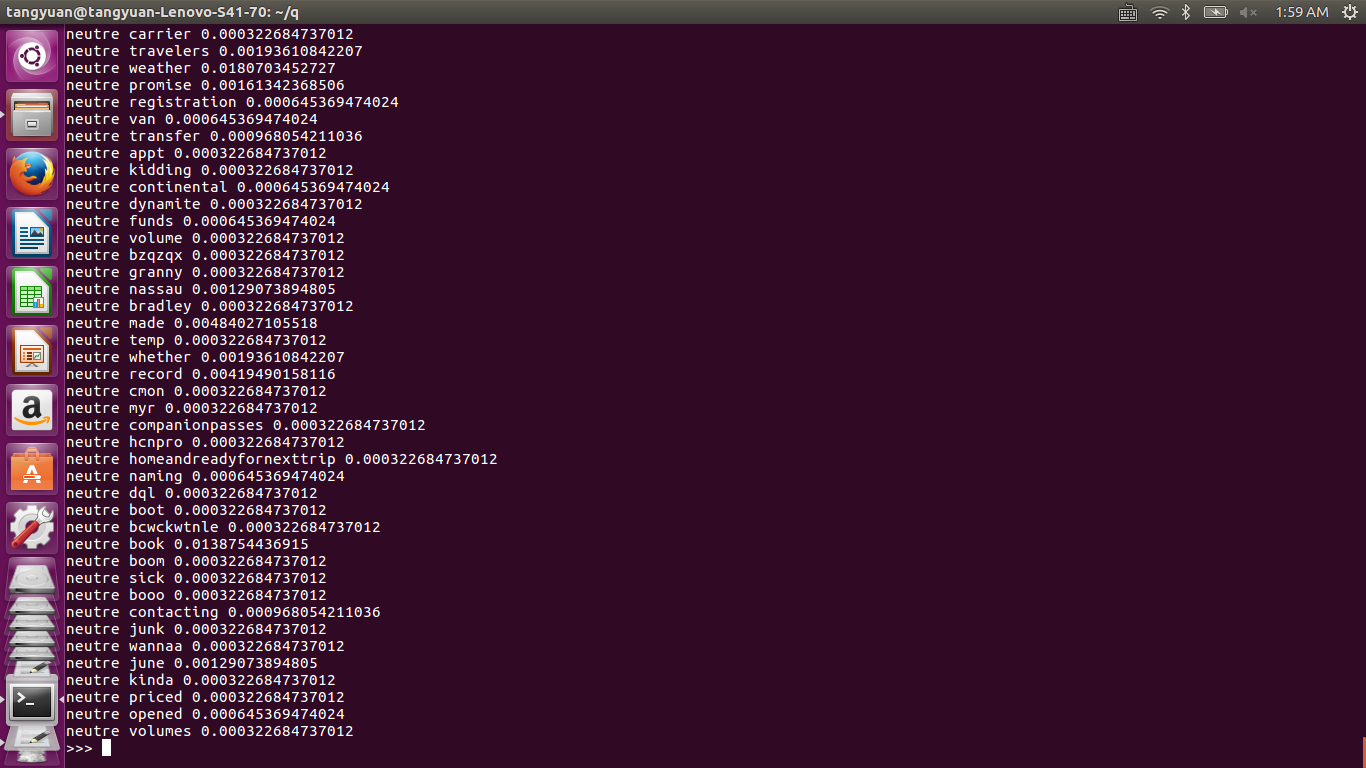 tangyuan@tangyuan-Lenovo-S41-70: ~/q
1:59 AM
neutre carrier 0.000322684737012
neutre travelers 0.00193610842207
neutre weather 0.0180703452727
neutre promise 0.00161342368506
neutre registration 0.000645369474024
neutre van 0.000645369474024
neutre transfer 0.000968054211036
neutre appt 0.000322684737012
neutre kidding 0.000322684737012
neutre continental 0.000645369474024
neutre dynamite 0.000322684737012
neutre funds 0.000645369474024
neutre volume 0.000322684737012
neutre bzqzqx 0.000322684737012
neutre granny 0.000322684737012
neutre nassau 0.00129073894805
neutre bradley 0.000322684737012
neutre made 0.00484027105518
neutre temp 0.000322684737012
neutre whether 0.00193610842207
neutre record 0.00419490158116
neutre cmon 0.000322684737012
neutre myr 0.000322684737012
neutre companionpasses 0.000322684737012
neutre hcnpro 0.000322684737012
neutre homeandreadyfornexttrip 0.000322684737012
neutre naming 0.000645369474024
neutre dql 0.000322684737012
neutre boot 0.000322684737012
neutre bcwckwtnle 0.000322684737012
neutre book 0.0138754436915
neutre boom 0.000322684737012
neutre sick 0.000322684737012
neutre booo 0.000322684737012
neutre contacting 0.000968054211036
neutre junk 0.000322684737012
neutre wannaa 0.000322684737012
neutre june 0.00129073894805
neutre kinda 0.000322684737012
neutre priced 0.000322684737012
neutre opened 0.000645369474024
neutre volumes 0.000322684737012
>>>